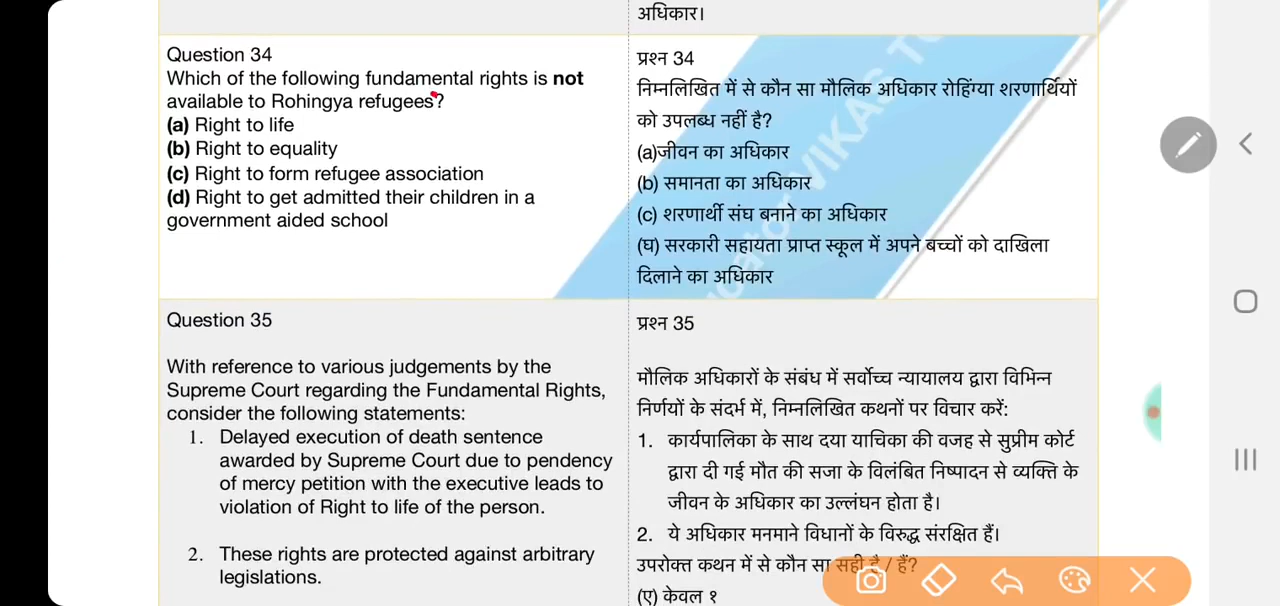 अधिकार।
Question 34
Which of the following fundamental rights is not
available to Rohingya refugees?
(a) Right to life
(b) Right to equality
(c) Right to form refugee association
(d) Right to get admitted their children in a
government aided school
प्रश्न 34
निम्नलिखित में से कौन सा मौलिक अधिकार रोहिंग्या शरणार्थियों
को उपलब्ध नहीं है?
(a)जीवन का अधिकार
(b) समानता का अधिकार
(c) शरणार्थी संघ बनाने का अधिकार
(घ) सरकारी सहायता प्राप्त स्कूल में अपने बच्चों को दाखिला
दिलाने का अधिकार
Question 35
With reference to various judgements by the
Supreme Court regarding the Fundamental Rights,
consider the following statements:
1. Delayed execution of death sentence
awarded by Supreme Court due to pendency
of mercy petition with the executive leads to
violation of Right to life of the person.
2. These rights are protected against arbitrary
legislations.
प्रश्न 35
मौलिक अधिकारों के संबंध में सर्वोच्च न्यायालय द्वारा विभिन्न
निर्णयों के संदर्भ में, निम्नलिखित कथनों पर विचार करें:
1. कार्यपालिका के साथ दया याचिका की वजह से सुप्रीम कोर्ट
द्वारा दी गई मौत की सजा के विलंबित निष्पादन से व्यक्ति के
जीवन के अधिकार का उल्लंघन होता है।
2. ये अधिकार मनमाने विधानों के विरुद्ध संरक्षित हैं।
उपरोक्त कथन में से कौन सा सही है / हैं?
(ए) केवल १
VIKAS